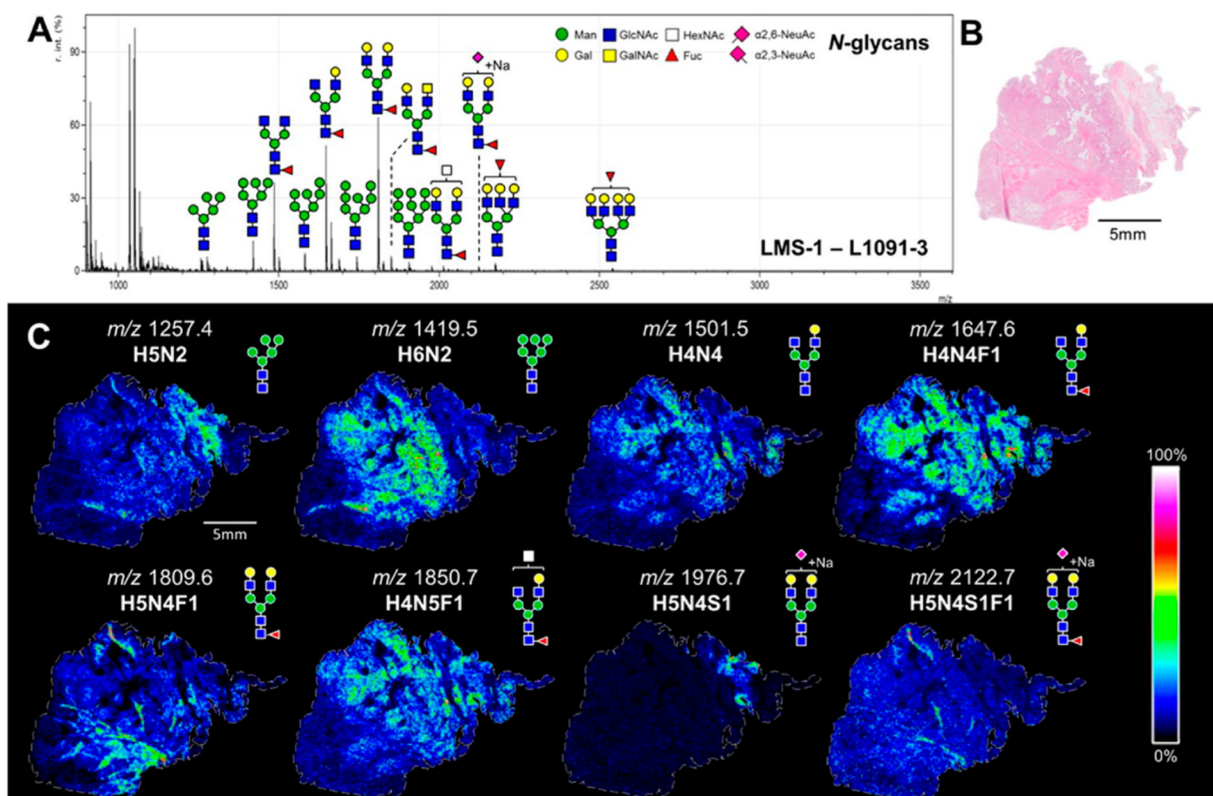 A
r. int. (%)
90
60
30
0
1000
1500
2000
2500
3000
3500
m/z
Man GlcNAc HexNAc α2,6-NeuAc
Gal GalNAc Fuc α2,3-NeuAc
N-glycans
+Na
LMS-1 – L1091-3
B
5mm
C
m/z 1257.4
H5N2
m/z 1419.5
H6N2
m/z 1501.5
H4N4
m/z 1647.6
H4N4F1
5mm
100%
0%
m/z 1809.6
H5N4F1
m/z 1850.7
H4N5F1
m/z 1976.7
H5N4S1
+Na
m/z 2122.7
H5N4S1F1
+Na